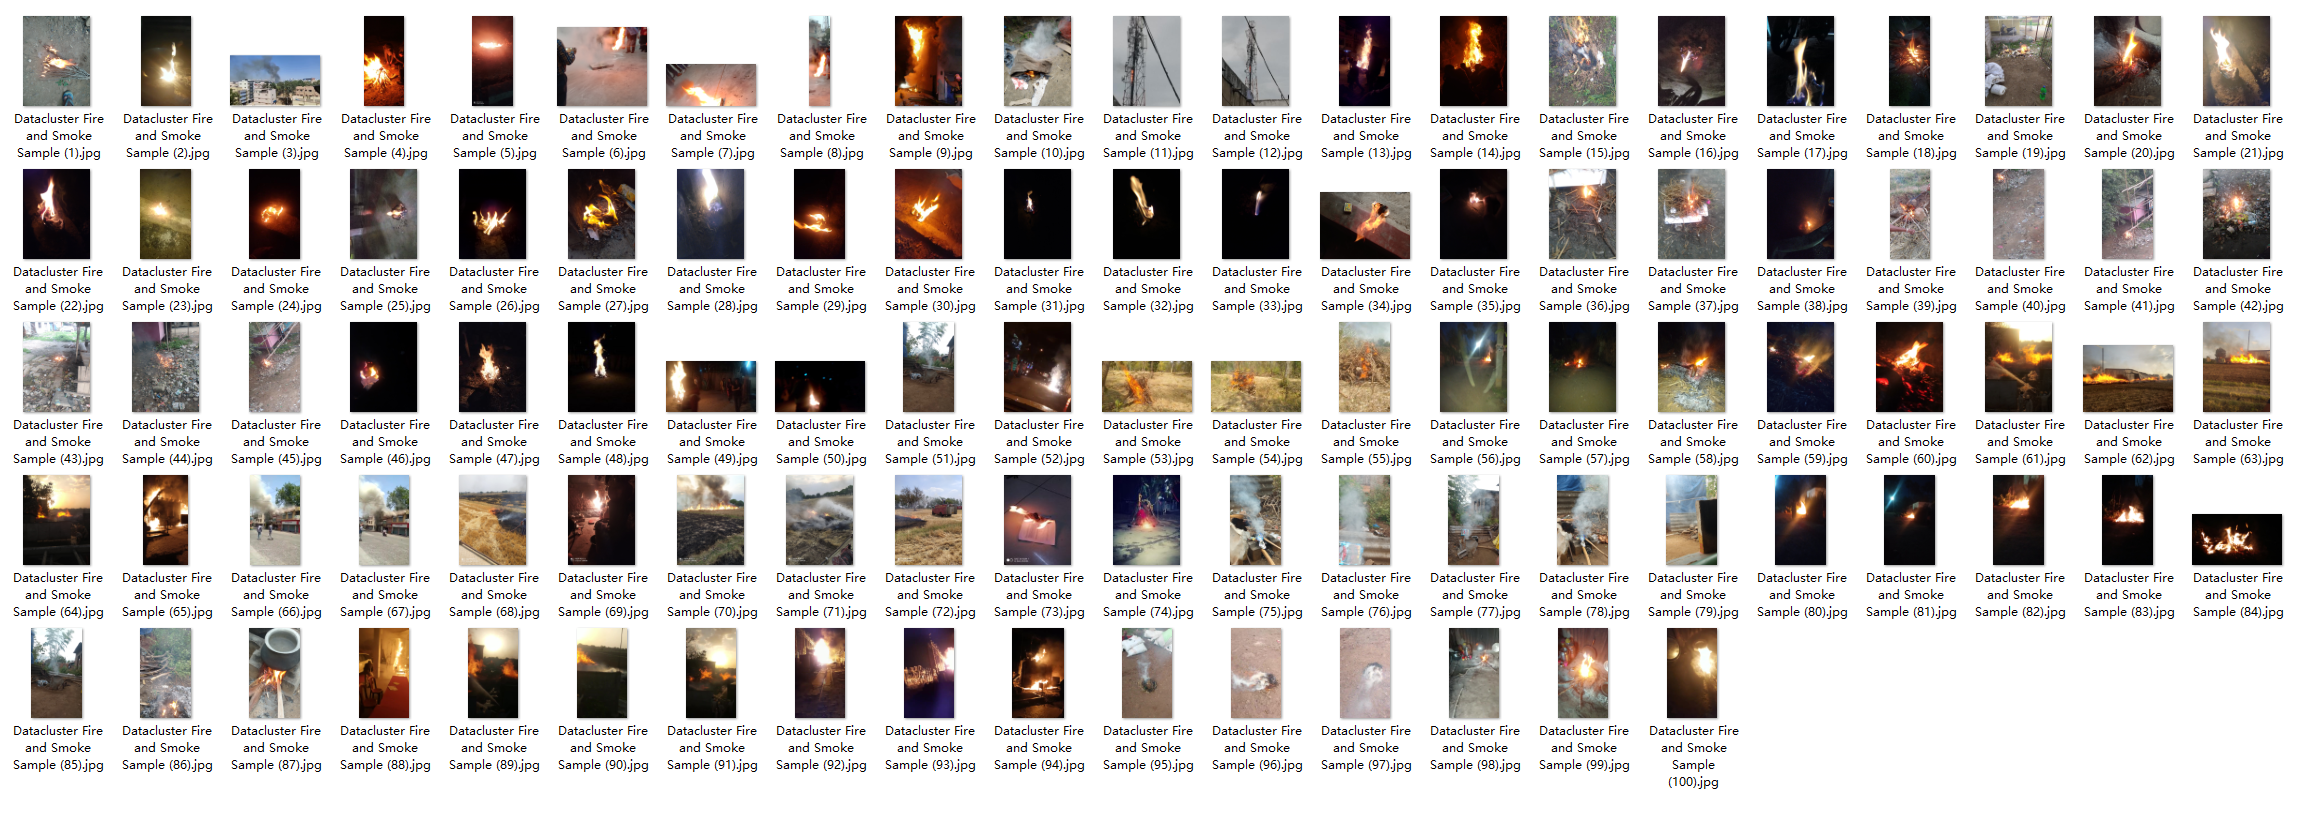 Datacluster Fire and Smoke Sample (1).jpg
Datacluster Fire and Smoke Sample (2).jpg
Datacluster Fire and Smoke Sample (3).jpg
Datacluster Fire and Smoke Sample (4).jpg
Datacluster Fire and Smoke Sample (5).jpg
Datacluster Fire and Smoke Sample (6).jpg
Datacluster Fire and Smoke Sample (7).jpg
Datacluster Fire and Smoke Sample (8).jpg
Datacluster Fire and Smoke Sample (9).jpg
Datacluster Fire and Smoke Sample (10).jpg
Datacluster Fire and Smoke Sample (11).jpg
Datacluster Fire and Smoke Sample (12).jpg
Datacluster Fire and Smoke Sample (13).jpg
Datacluster Fire and Smoke Sample (14).jpg
Datacluster Fire and Smoke Sample (15).jpg
Datacluster Fire and Smoke Sample (16).jpg
Datacluster Fire and Smoke Sample (17).jpg
Datacluster Fire and Smoke Sample (18).jpg
Datacluster Fire and Smoke Sample (19).jpg
Datacluster Fire and Smoke Sample (20).jpg
Datacluster Fire and Smoke Sample (21).jpg
Datacluster Fire and Smoke Sample (22).jpg
Datacluster Fire and Smoke Sample (23).jpg
Datacluster Fire and Smoke Sample (24).jpg
Datacluster Fire and Smoke Sample (25).jpg
Datacluster Fire and Smoke Sample (26).jpg
Datacluster Fire and Smoke Sample (27).jpg
Datacluster Fire and Smoke Sample (28).jpg
Datacluster Fire and Smoke Sample (29).jpg
Datacluster Fire and Smoke Sample (30).jpg
Datacluster Fire and Smoke Sample (31).jpg
Datacluster Fire and Smoke Sample (32).jpg
Datacluster Fire and Smoke Sample (33).jpg
Datacluster Fire and Smoke Sample (34).jpg
Datacluster Fire and Smoke Sample (35).jpg
Datacluster Fire and Smoke Sample (36).jpg
Datacluster Fire and Smoke Sample (37).jpg
Datacluster Fire and Smoke Sample (38).jpg
Datacluster Fire and Smoke Sample (39).jpg
Datacluster Fire and Smoke Sample (40).jpg
Datacluster Fire and Smoke Sample (41).jpg
Datacluster Fire and Smoke Sample (42).jpg
Datacluster Fire and Smoke Sample (43).jpg
Datacluster Fire and Smoke Sample (44).jpg
Datacluster Fire and Smoke Sample (45).jpg
Datacluster Fire and Smoke Sample (46).jpg
Datacluster Fire and Smoke Sample (47).jpg
Datacluster Fire and Smoke Sample (48).jpg
Datacluster Fire and Smoke Sample (49).jpg
Datacluster Fire and Smoke Sample (50).jpg
Datacluster Fire and Smoke Sample (51).jpg
Datacluster Fire and Smoke Sample (52).jpg
Datacluster Fire and Smoke Sample (53).jpg
Datacluster Fire and Smoke Sample (54).jpg
Datacluster Fire and Smoke Sample (55).jpg
Datacluster Fire and Smoke Sample (56).jpg
Datacluster Fire and Smoke Sample (57).jpg
Datacluster Fire and Smoke Sample (58).jpg
Datacluster Fire and Smoke Sample (59).jpg
Datacluster Fire and Smoke Sample (60).jpg
Datacluster Fire and Smoke Sample (61).jpg
Datacluster Fire and Smoke Sample (62).jpg
Datacluster Fire and Smoke Sample (63).jpg
Datacluster Fire and Smoke Sample (64).jpg
Datacluster Fire and Smoke Sample (65).jpg
Datacluster Fire and Smoke Sample (66).jpg
Datacluster Fire and Smoke Sample (67).jpg
Datacluster Fire and Smoke Sample (68).jpg
Datacluster Fire and Smoke Sample (69).jpg
Datacluster Fire and Smoke Sample (70).jpg
Datacluster Fire and Smoke Sample (71).jpg
Datacluster Fire and Smoke Sample (72).jpg
Datacluster Fire and Smoke Sample (73).jpg
Datacluster Fire and Smoke Sample (74).jpg
Datacluster Fire and Smoke Sample (75).jpg
Datacluster Fire and Smoke Sample (76).jpg
Datacluster Fire and Smoke Sample (77).jpg
Datacluster Fire and Smoke Sample (78).jpg
Datacluster Fire and Smoke Sample (79).jpg
Datacluster Fire and Smoke Sample (80).jpg
Datacluster Fire and Smoke Sample (81).jpg
Datacluster Fire and Smoke Sample (82).jpg
Datacluster Fire and Smoke Sample (83).jpg
Datacluster Fire and Smoke Sample (84).jpg
Datacluster Fire and Smoke Sample (85).jpg
Datacluster Fire and Smoke Sample (86).jpg
Datacluster Fire and Smoke Sample (87).jpg
Datacluster Fire and Smoke Sample (88).jpg
Datacluster Fire and Smoke Sample (89).jpg
Datacluster Fire and Smoke Sample (90).jpg
Datacluster Fire and Smoke Sample (91).jpg
Datacluster Fire and Smoke Sample (92).jpg
Datacluster Fire and Smoke Sample (93).jpg
Datacluster Fire and Smoke Sample (94).jpg
Datacluster Fire and Smoke Sample (95).jpg
Datacluster Fire and Smoke Sample (96).jpg
Datacluster Fire and Smoke Sample (97).jpg
Datacluster Fire and Smoke Sample (98).jpg
Datacluster Fire and Smoke Sample (99).jpg
Datacluster Fire and Smoke Sample (100).jpg